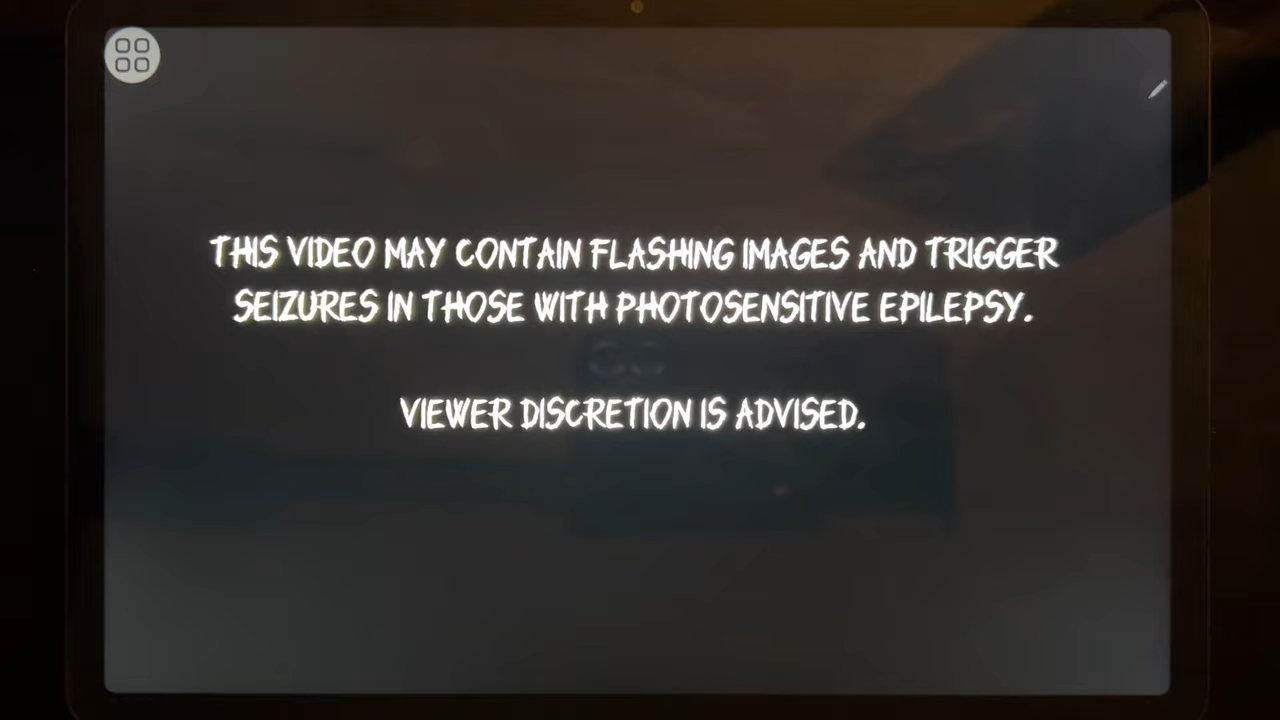 THIS VIDEO MAY CONTAIN FLASHING IMAGES AND TRIGGER
SEIZURES IN THOSE WITH PHOTOSENSITIVE EPILEPSY.
VIEWER DISCRETION IS ADVISED.